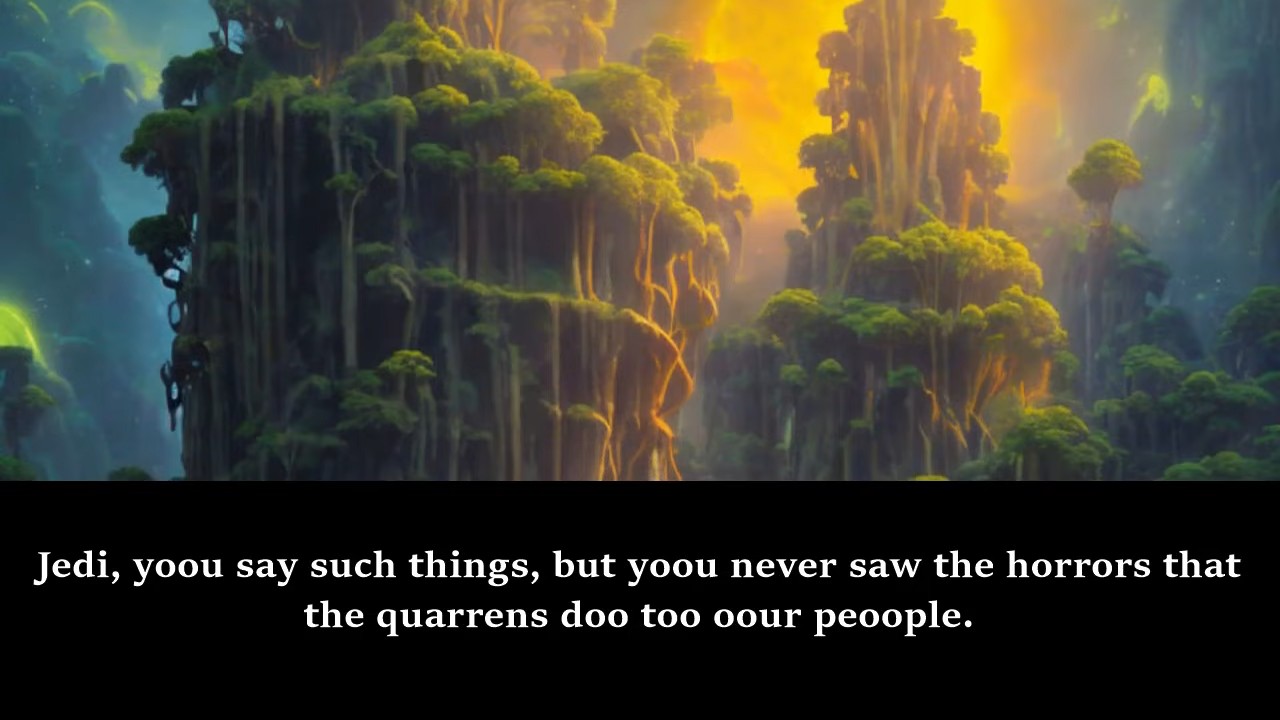 Jedi, yoou say such things, but yoou never saw the horrors that
the quarrens doo too oour peoople.